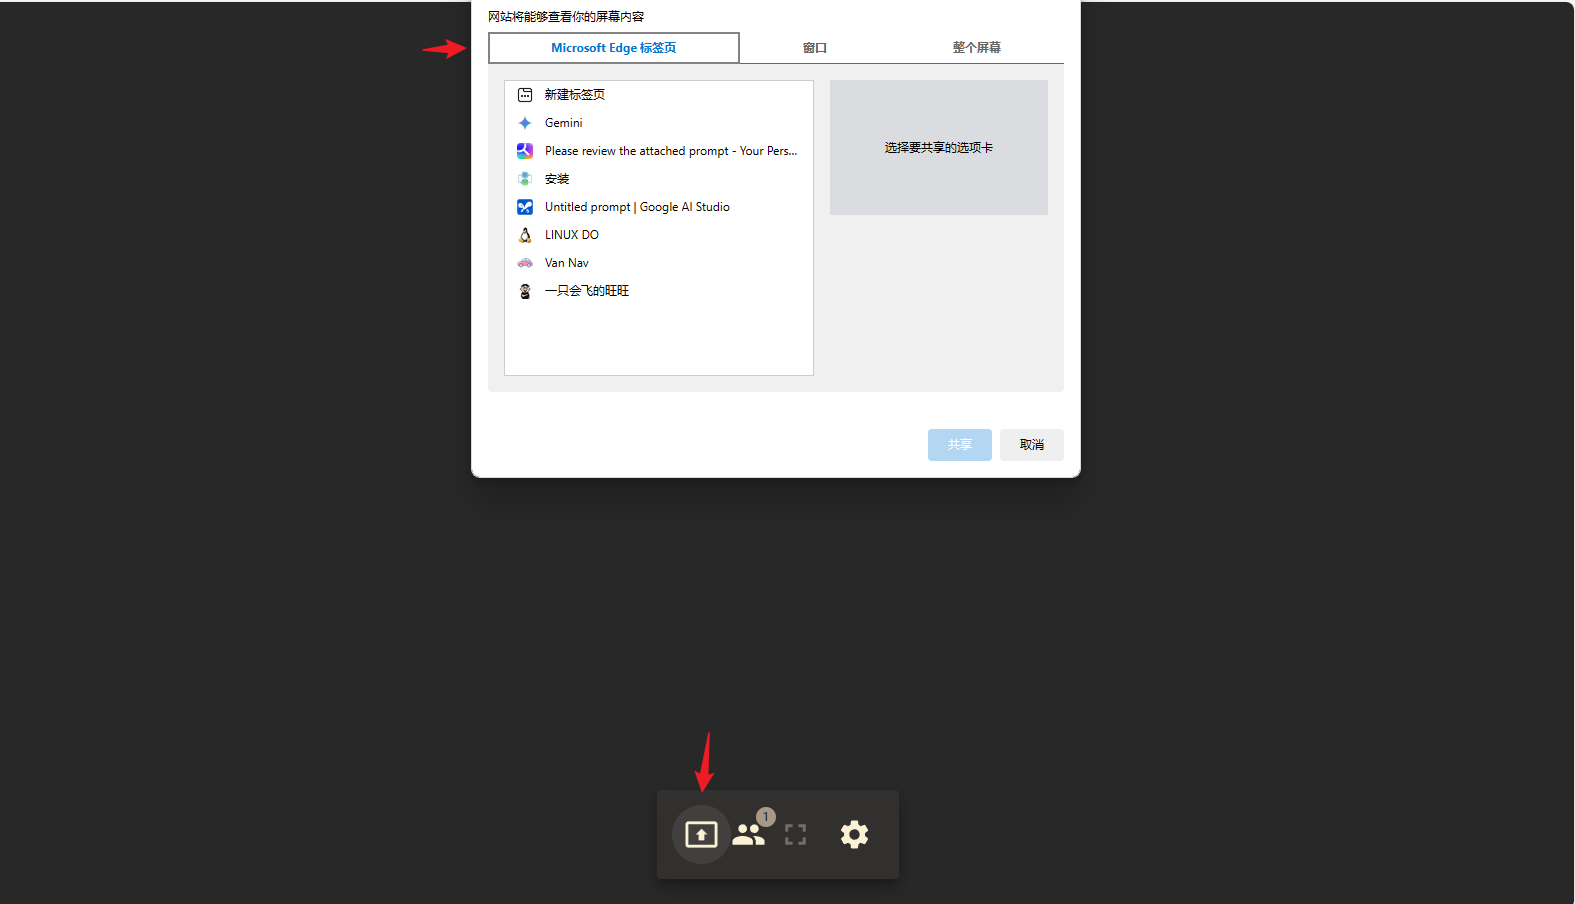 网站将能够查看你的屏幕内容
Microsoft Edge 标签页
窗口
整个屏幕
新建标签页
Gemini
Please review the attached prompt - Your Pers...
安装
Untitled prompt | Google AI Studio
LINUX DO
Van Nav
一只会飞的旺旺
选择要共享的选项卡
共享
取消
1